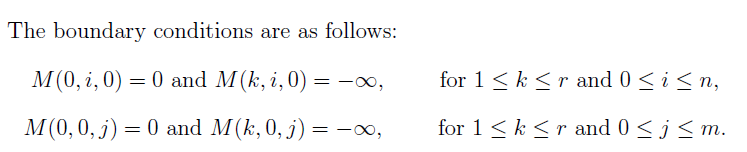 The boundary conditions are as follows:
M(0, i, 0) = 0 and M(k, i, 0) = −∞, for 1 ≤ k ≤ r and 0 ≤ i ≤ n,
M(0, 0, j) = 0 and M(k, 0, j) = −∞, for 1 ≤ k ≤ r and 0 ≤ j ≤ m.